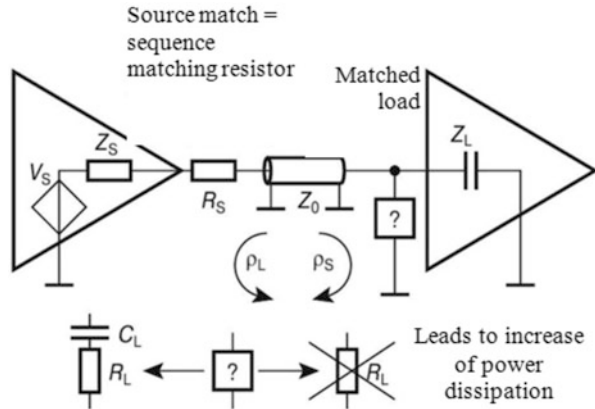 Source match =
sequence
matching resistor
Matched
load
Z_S
Z_L
V_S
R_S
Z_0
?
ρ_L
ρ_S
C_L
R_L
?
R_L
Leads to increase
of power
dissipation